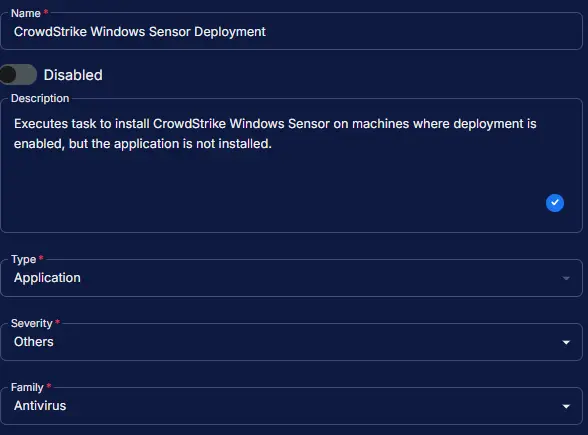 Name *
CrowdStrike Windows Sensor Deployment
Disabled
Description
Executes task to install CrowdStrike Windows Sensor on machines where deployment is
enabled, but the application is not installed.
Type *
Application
Severity *
Others
Family *
Antivirus